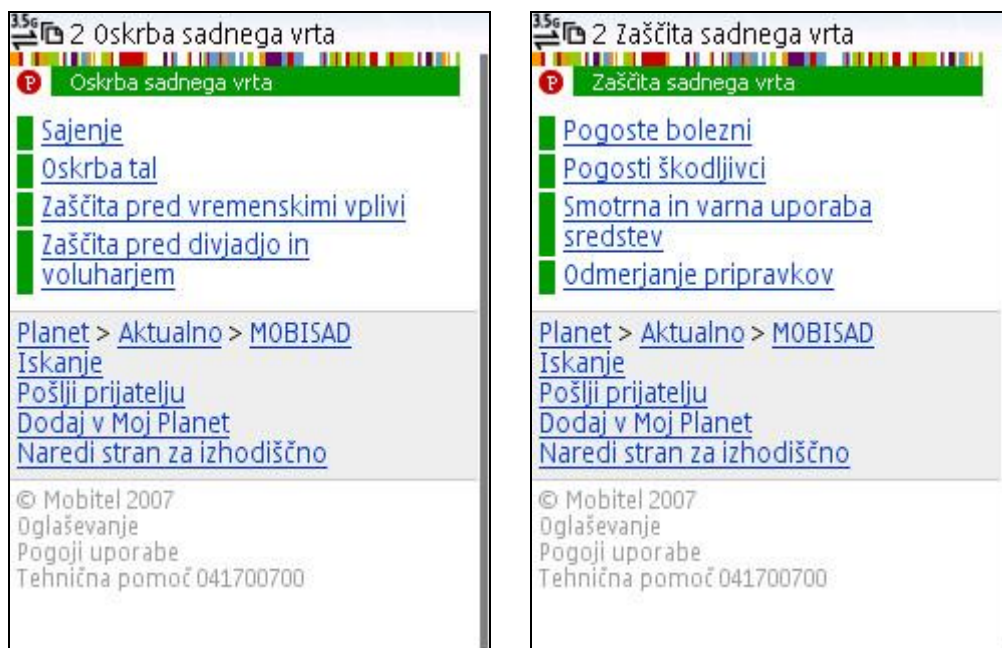 3.5G 2 Oskrba sadnega vrta
P Oskrba sadnega vrta
Sajenje
Oskrba tal
Zaščita pred vremenskimi vplivi
Zaščita pred divjadjo in
voluharjem
Planet > Aktualno > MOBISAD
Iskanje
Pošlji prijatelju
Dodaj v Moj Planet
Naredi stran za izhodiščno
© Mobitel 2007
Oglaševanje
Pogoji uporabe
Tehnična pomoč 041700700
3.5G 2 Zaščita sadnega vrta
P Zaščita sadnega vrta
Pogoste bolezni
Pogosti škodljivci
Smotrna in varna uporaba
sredstev
Odmerjanje pripravkov
Planet > Aktualno > MOBISAD
Iskanje
Pošlji prijatelju
Dodaj v Moj Planet
Naredi stran za izhodiščno
© Mobitel 2007
Oglaševanje
Pogoji uporabe
Tehnična pomoč 041700700